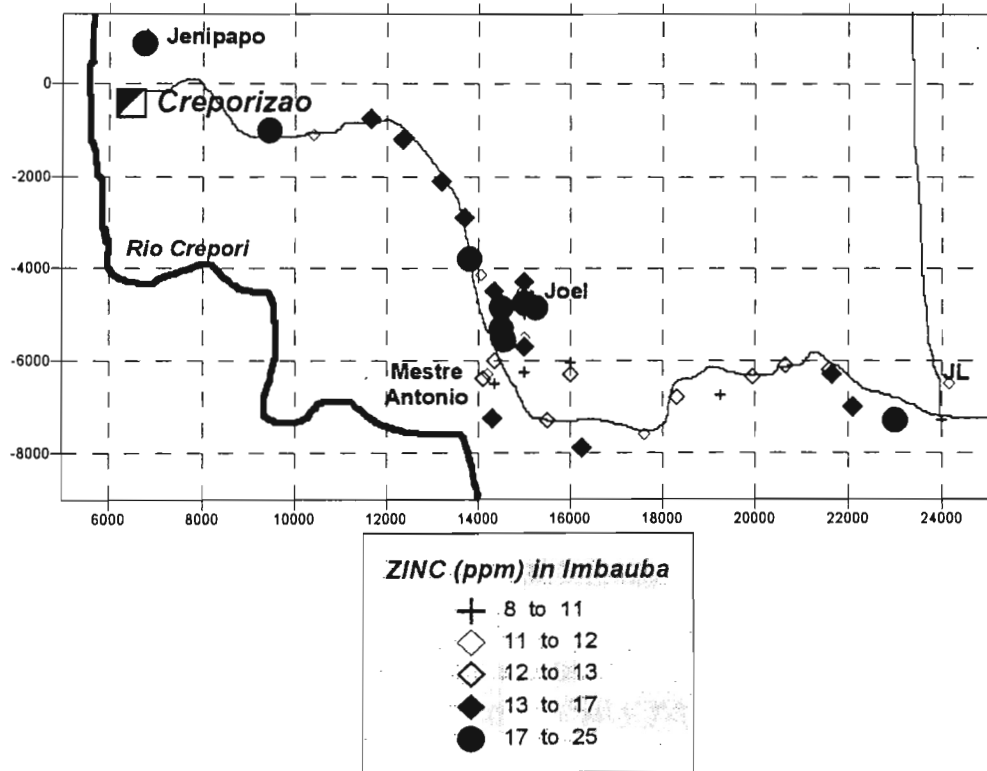 Jenipapo
0
Creporizao
-2000
Rio Crepori
-4000
Joel
-6000
Mestre
Antonio
JL
-8000
6000 8000 10000 12000 14000 16000 18000 20000 22000 24000
ZINC (ppm) in Imbauba
8 to 11
11 to 12
12 to 13
13 to 17
17 to 25